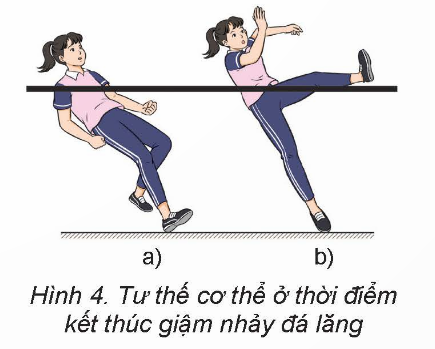 a) b)
Hình 4. Tư thế cơ thể ở thời điểm
kết thúc giậm nhảy đá lăng